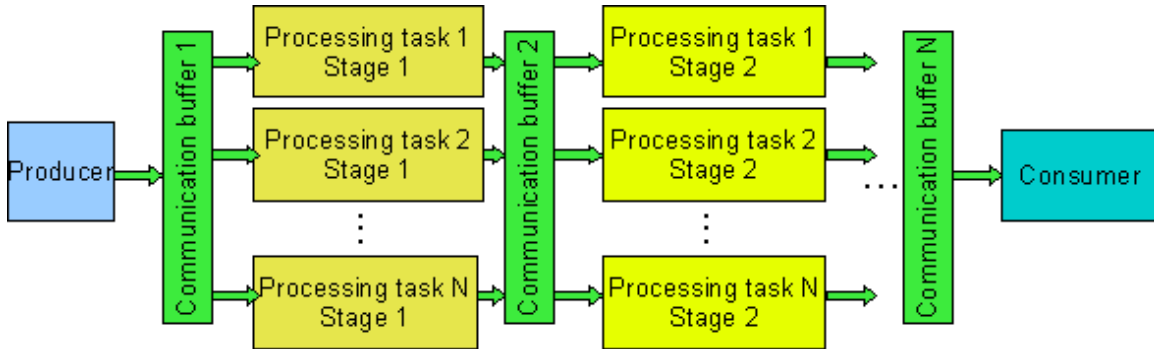 Producer
Communication buffer 1
Processing task 1
Stage 1
Processing task 2
Stage 1
⋮
Processing task N
Stage 1
Communication buffer 2
Processing task 1
Stage 2
Processing task 2
Stage 2
⋮
Processing task N
Stage 2
...
Communication buffer N
Consumer